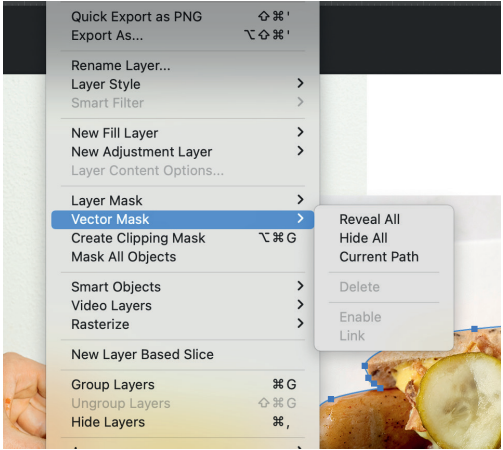 Quick Export as PNG ⇧⌘'
Export As... ⌥⇧⌘'
Rename Layer...
Layer Style
Smart Filter
New Fill Layer
New Adjustment Layer
Layer Content Options...
Layer Mask
Vector Mask
Create Clipping Mask ⌥⌘G
Mask All Objects
Smart Objects
Video Layers
Rasterize
New Layer Based Slice
Group Layers ⌘G
Ungroup Layers ⇧⌘G
Hide Layers ⌘,
Reveal All
Hide All
Current Path
Delete
Enable
Link